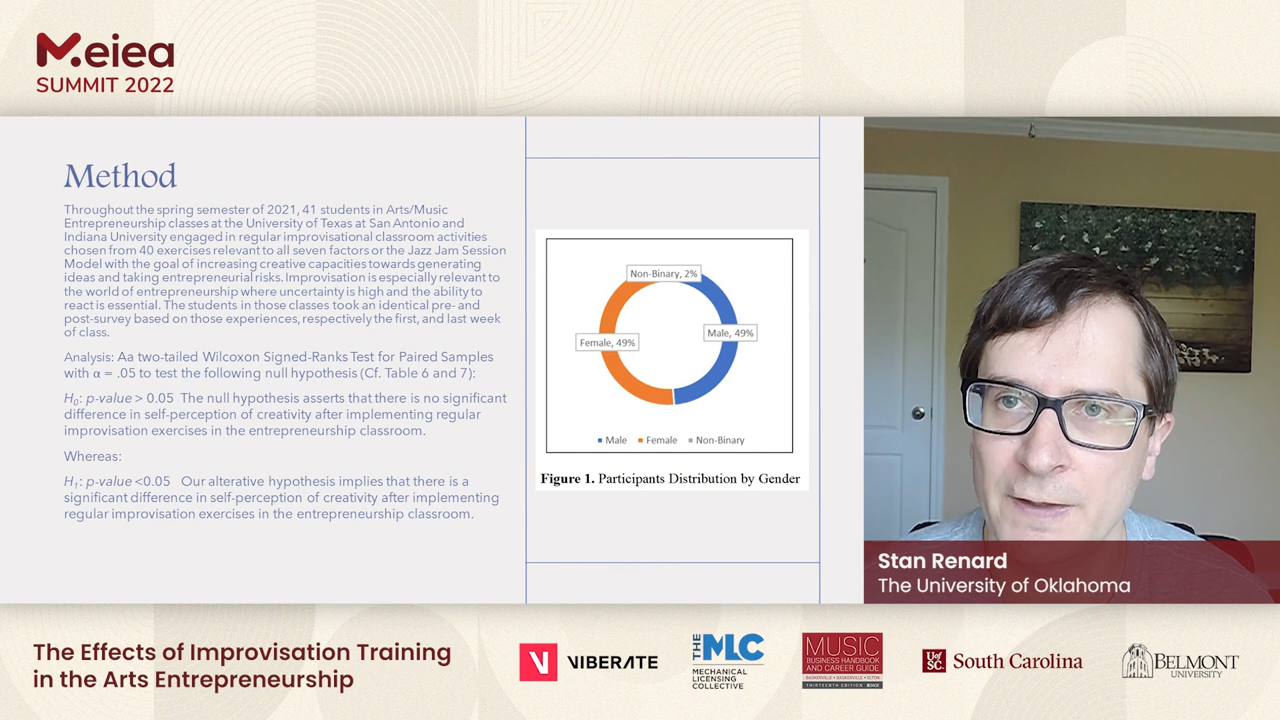 Meiea
SUMMIT 2022
Method
Throughout the spring semester of 2021, 41 students in Arts/Music
Entrepreneurship classes at the University of Texas at San Antonio and
Indiana University engaged in regular improvisational classroom activities
chosen from 40 exercises relevant to all seven factors or the Jazz Jam Session
Model with the goal of increasing creative capacities towards generating
ideas and taking entrepreneurial risks. Improvisation is especially relevant to
the world of entrepreneurship where uncertainty is high and the ability to
react is essential. The students in those classes took an identical pre- and
post-survey based on those experiences, respectively the first, and last week
of class.
Analysis: Aa two-tailed Wilcoxon Signed-Ranks Test for Paired Samples
with α = .05 to test the following null hypothesis (Cf. Table 6 and 7):
H₀: p-value > 0.05 The null hypothesis asserts that there is no significant
difference in self-perception of creativity after implementing regular
improvisation exercises in the entrepreneurship classroom.
Whereas:
H₁: p-value <0.05 Our alterative hypothesis implies that there is a
significant difference in self-perception of creativity after implementing
regular improvisation exercises in the entrepreneurship classroom.
Non-Binary, 2%
Male, 49%
Female, 49%
Male Female Non-Binary
Figure 1. Participants Distribution by Gender
Stan Renard
The University of Oklahoma
The Effects of Improvisation Training
in the Arts Entrepreneurship
V VIBERATE
THE MLC
MECHANICAL
LICENSING
COLLECTIVE
MUSIC
BUSINESS HANDBOOK
AND CAREER GUIDE
BASKERVILLE • BASKERVILLE • SELTON
THIRTEENTH EDITION
UofSC South Carolina
BELMONT
UNIVERSITY